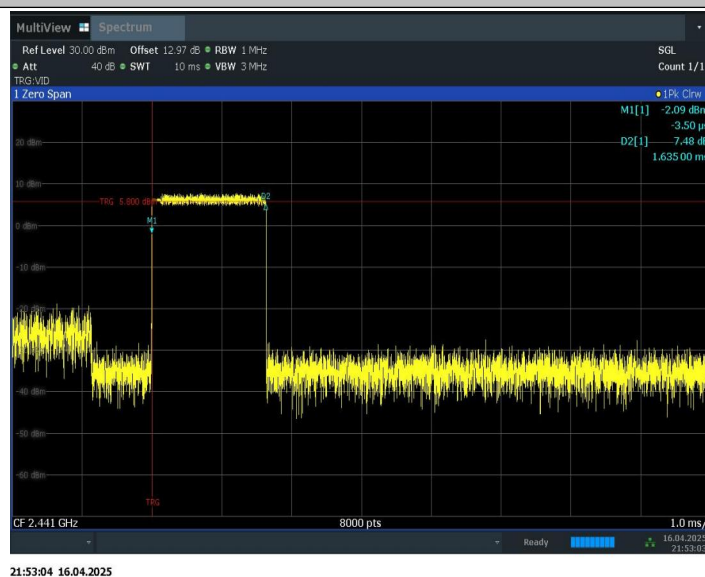 MultiView Spectrum
Ref Level 30.00 dBm Offset 12.97 dB RBW 1 MHz SGL
Att 40 dB SWT 10 ms VBW 3 MHz Count 1/1
TRG:VID
1 Zero Span 1Pk Clrw
M1[1] -2.09 dBm
-3.50 µs
20 dBm D2[1] 7.48 dB
1.635 00 ms
10 dBm
TRG 5.800 dBm D2
M1
0 dBm
-10 dBm
-20 dBm
-40 dBm
-50 dBm
-60 dBm
TRG
CF 2.441 GHz 8000 pts 1.0 ms/
Ready 16.04.2025
21:53:03
21:53:04 16.04.2025